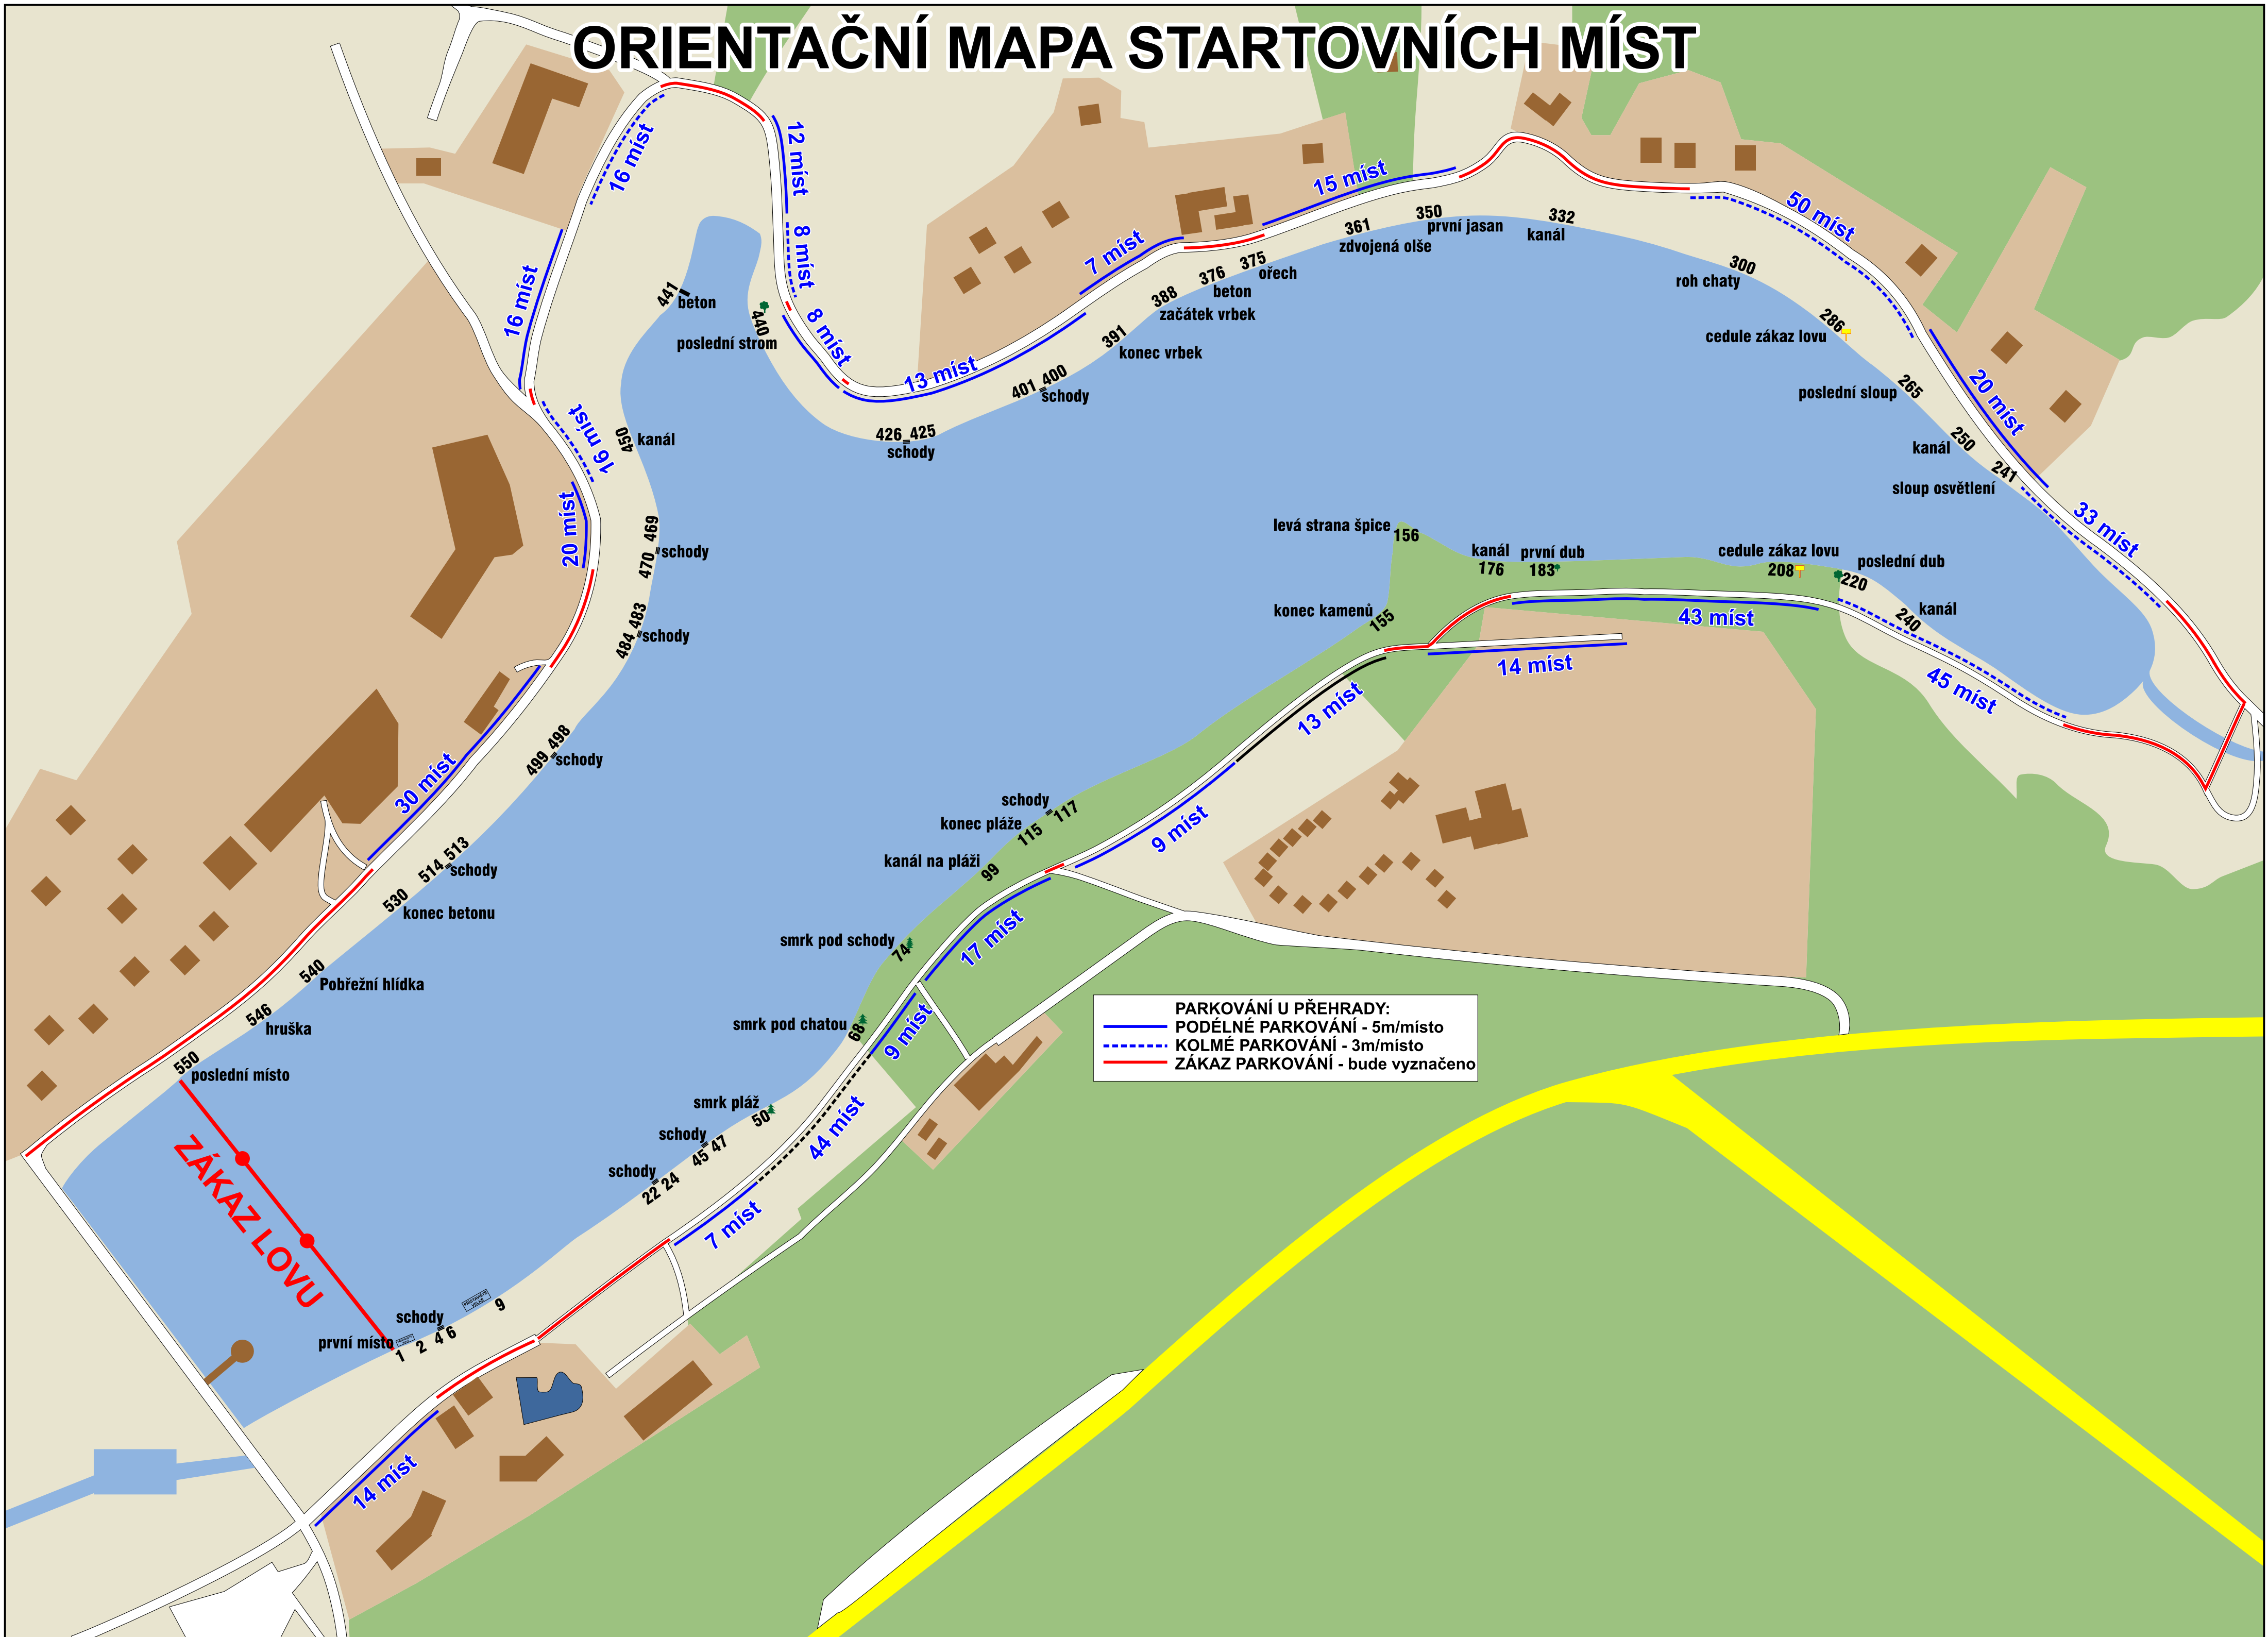 ORIENTAČNÍ MAPA STARTOVNÍCH MÍST
16 míst
12 míst
8 míst
8 míst
16 míst
16 míst
20 míst
13 míst
7 míst
15 míst
50 míst
20 míst
33 míst
45 míst
43 míst
14 míst
13 míst
9 míst
17 míst
9 míst
44 míst
7 míst
14 míst
30 míst
441
beton
440
poslední strom
450
kanál
426 425
schody
401 400
schody
391
konec vrbek
388
začátek vrbek
376
beton
375
ořech
361
zdvojená olše
350
první jasan
332
kanál
300
roh chaty
286
cedule zákaz lovu
265
poslední sloup
250
kanál
241
sloup osvětlení
240
kanál
220
poslední dub
cedule zákaz lovu
208
první dub
183
kanál
176
levá strana špice
156
konec kamenů
155
schody
117
konec pláže
115
kanál na pláži
99
smrk pod schody
74
smrk pod chatou
68
smrk pláž
50
schody
45 47
schody
22 24
9
schody
4 6
2
první místo
1
469
470
schody
483
484
schody
498
499
schody
513
514
schody
530
konec betonu
540
Pobřežní hlídka
546
hruška
550
poslední místo
ZÁKAZ LOVU
PARKOVÁNÍ U PŘEHRADY:
PODÉLNÉ PARKOVÁNÍ - 5m/místo
KOLMÉ PARKOVÁNÍ - 3m/místo
ZÁKAZ PARKOVÁNÍ - bude vyznačeno